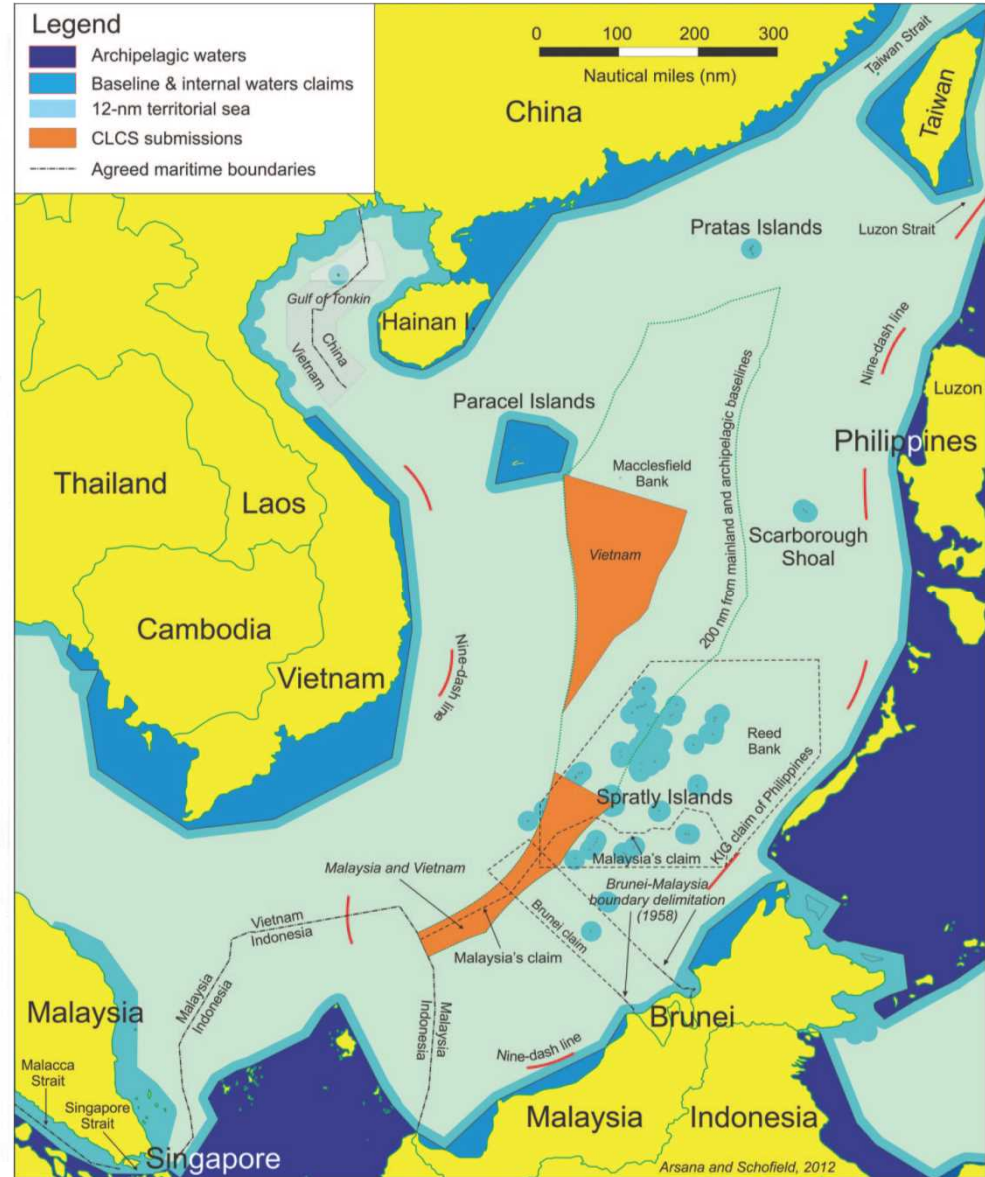 Legend
Archipelagic waters
Baseline & internal waters claims
12-nm territorial sea
CLCS submissions
Agreed maritime boundaries
0 100 200 300
Nautical miles (nm)
Taiwan Strait
China
Taiwan
Pratas Islands
Luzon Strait
Gulf of Tonkin
Hainan I.
China
Vietnam
Nine-dash line
Luzon
Paracel Islands
Philippines
Macclesfield
Bank
200 nm from mainland and archipelagic baselines
Thailand
Laos
Scarborough
Shoal
Vietnam
Cambodia
Vietnam
Nine-dash line
Reed
Bank
Spratly Islands
KIG claim of Philippines
Malaysia's claim
Malaysia and Vietnam
Brunei-Malaysia
boundary delimitation
(1958)
Vietnam
Indonesia
Brunei claim
Malaysia's claim
Malaysia
Indonesia
Malaysia
Indonesia
Malaysia
Brunei
Nine-dash line
Malacca
Strait
Singapore
Strait
Malaysia
Indonesia
Singapore
Arsana and Schofield, 2012